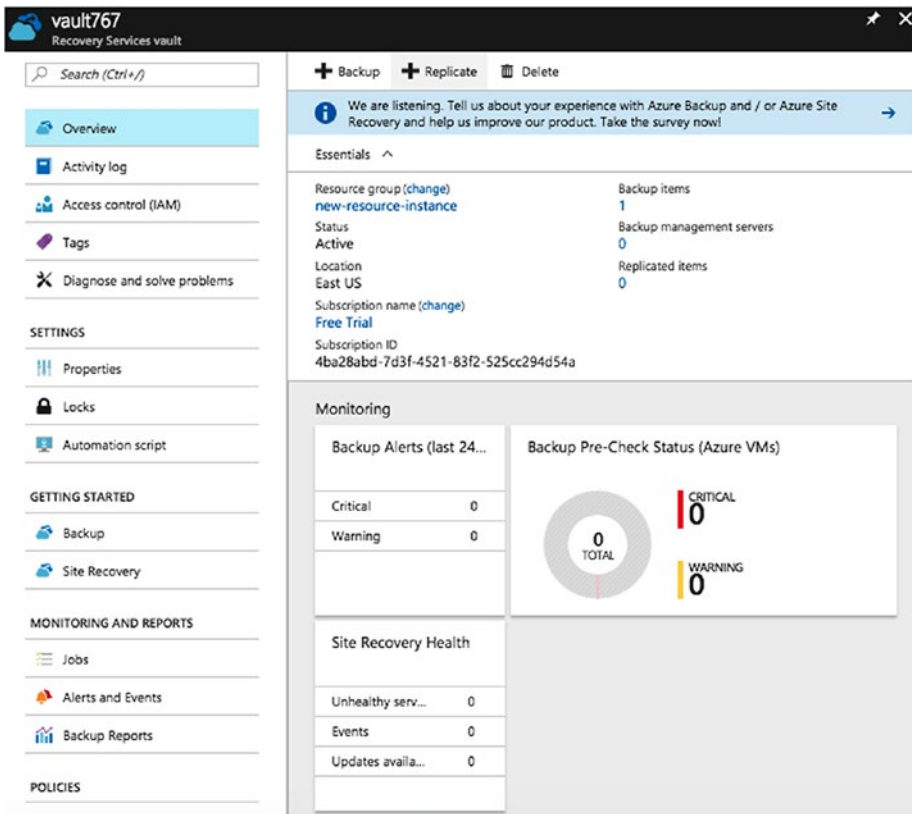 vault767
Recovery Services vault
Search (Ctrl+/)
Overview
Activity log
Access control (IAM)
Tags
Diagnose and solve problems
SETTINGS
Properties
Locks
Automation script
GETTING STARTED
Backup
Site Recovery
MONITORING AND REPORTS
Jobs
Alerts and Events
Backup Reports
POLICIES
Backup Replicate Delete
We are listening. Tell us about your experience with Azure Backup and / or Azure Site
Recovery and help us improve our product. Take the survey now!
Essentials
Resource group (change)
new-resource-instance
Status
Active
Location
East US
Subscription name (change)
Free Trial
Subscription ID
4ba28abd-7d3f-4521-83f2-525cc294d54a
Backup items
1
Backup management servers
0
Replicated items
0
Monitoring
Backup Alerts (last 24...
Critical 0
Warning 0
Backup Pre-Check Status (Azure VMs)
0
TOTAL
CRITICAL
0
WARNING
0
Site Recovery Health
Unhealthy serv... 0
Events 0
Updates availa... 0